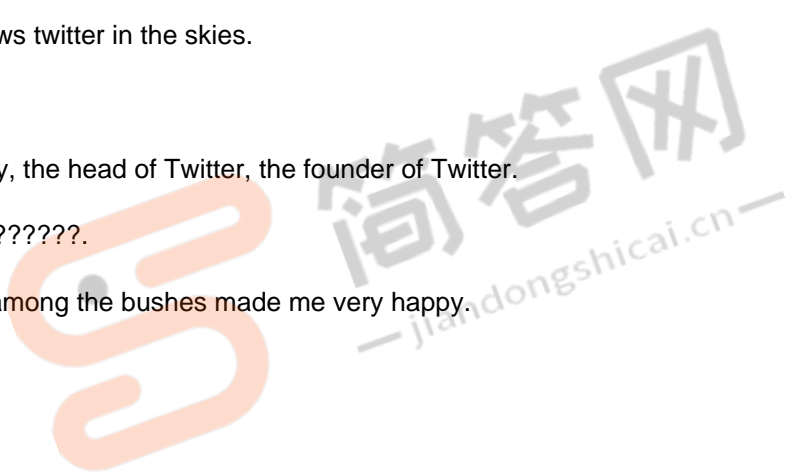 ws twitter in the skies.
y, the head of Twitter, the founder of Twitter.
??????.
among the bushes made me very happy.
简答网
jiandongshicai.cn